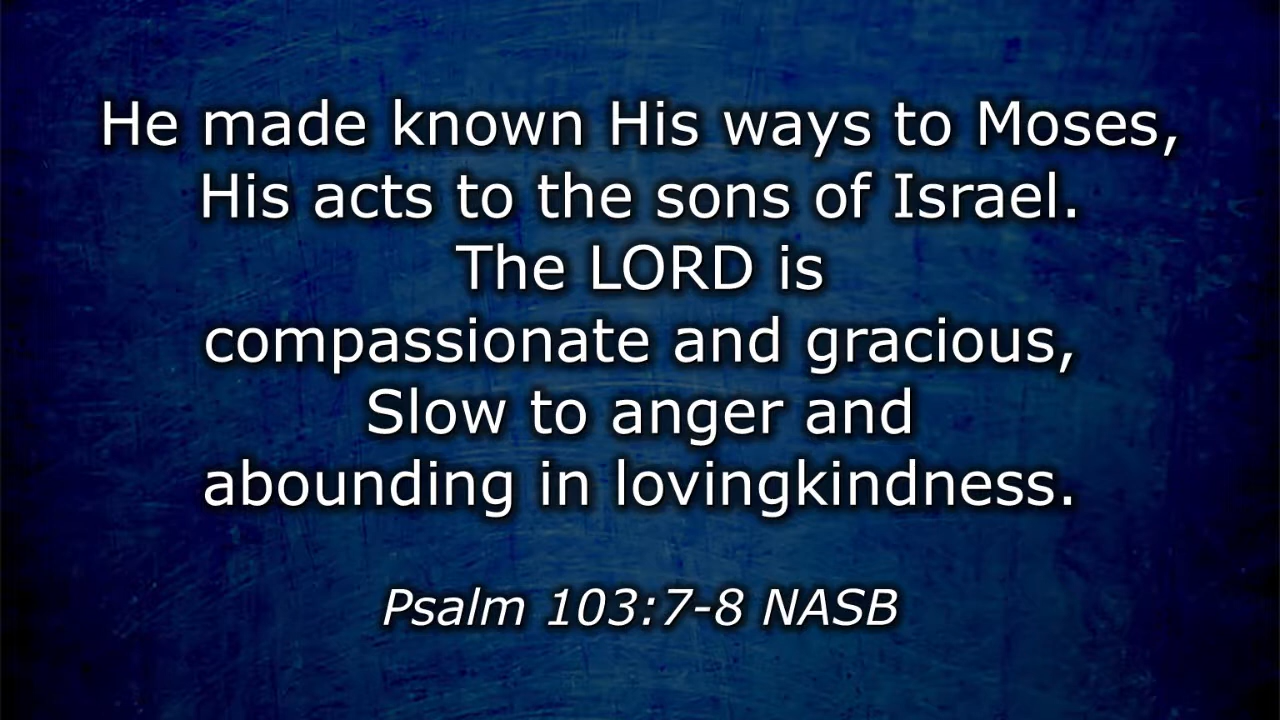 He made known His ways to Moses,
His acts to the sons of Israel.
The LORD is
compassionate and gracious,
Slow to anger and
abounding in lovingkindness.
Psalm 103:7-8 NASB